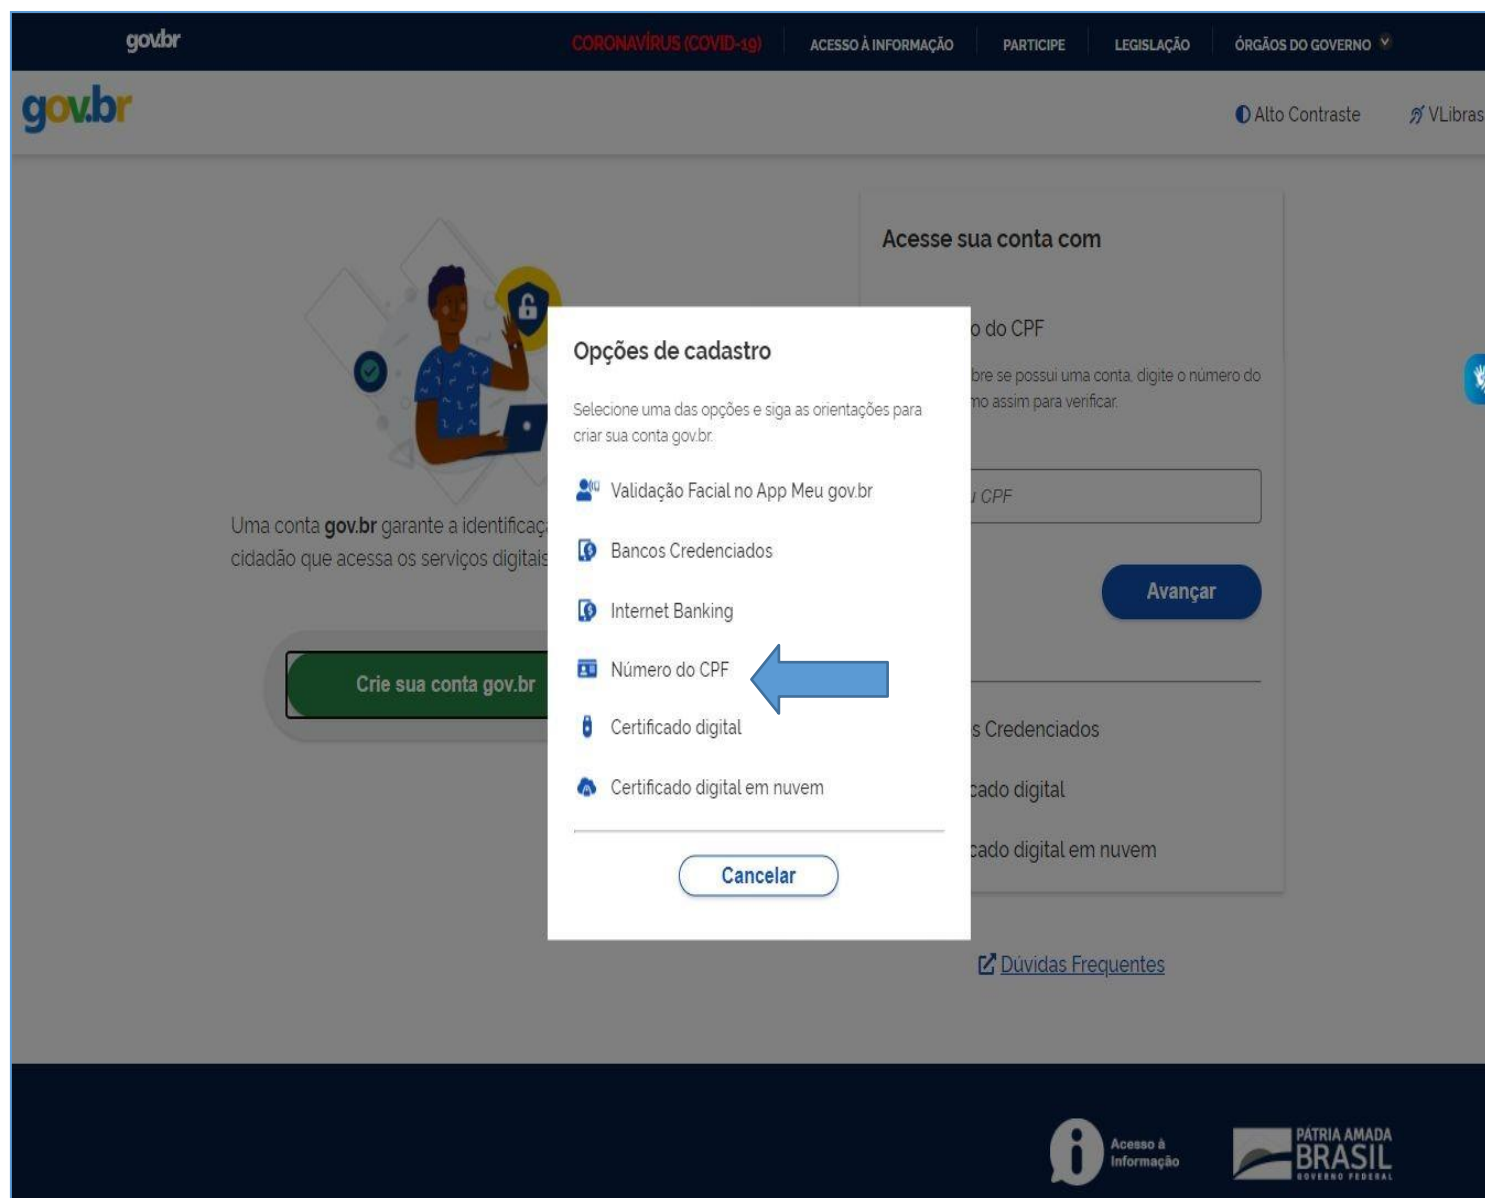 gov.br
CORONAVÍRUS (COVID-19)
ACESSO À INFORMAÇÃO
PARTICIPE
LEGISLAÇÃO
ÓRGÃOS DO GOVERNO
gov.br
Alto Contraste
VLibras
Uma conta gov.br garante a identificaç
cidadão que acessa os serviços digitais
Crie sua conta gov.br
Opções de cadastro
Selecione uma das opções e siga as orientações para
criar sua conta gov.br.
Validação Facial no App Meu gov.br
Bancos Credenciados
Internet Banking
Número do CPF
Certificado digital
Certificado digital em nuvem
Cancelar
Acesse sua conta com
o do CPF
bre se possui uma conta, digite o número do
mo assim para verificar.
CPF
Avançar
s Credenciados
cado digital
cado digital em nuvem
Dúvidas Frequentes
Acesso à
Informação
PÁTRIA AMADA
BRASIL
GOVERNO FEDERAL